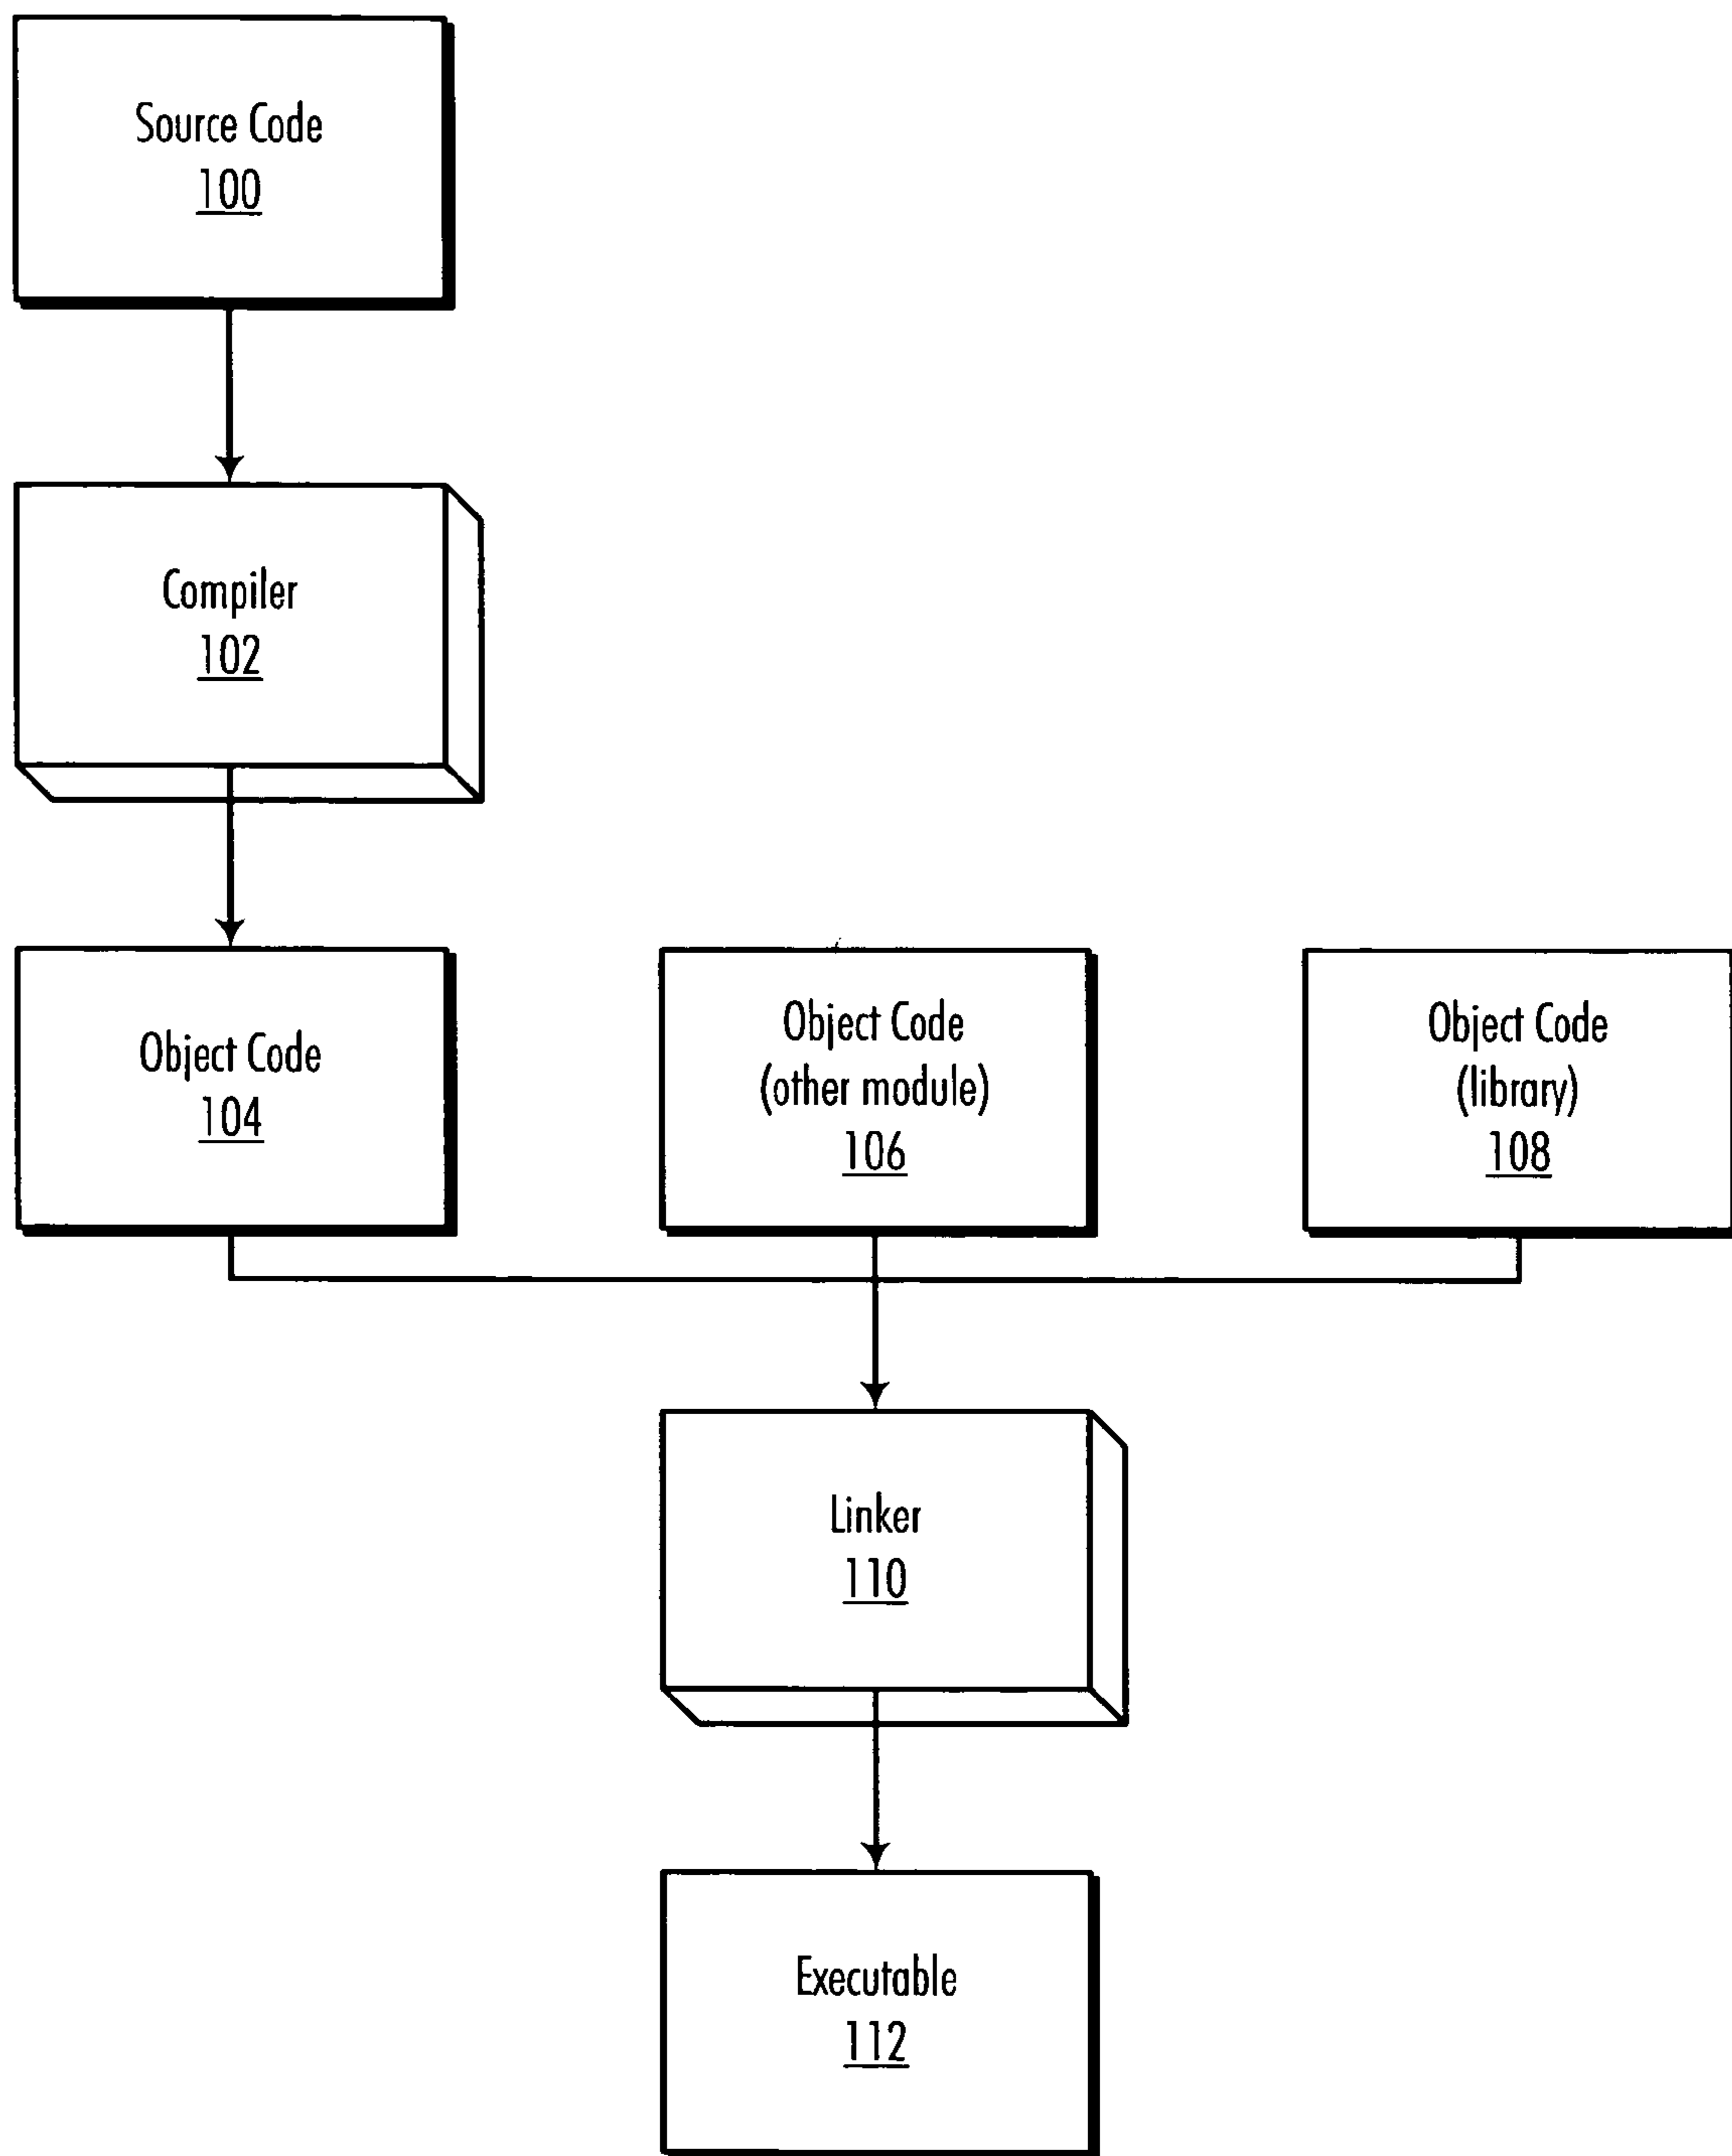 Source Code
100
Compiler
102
Object Code
104
Object Code
(other module)
106
Object Code
(library)
108
Linker
110
Executable
112